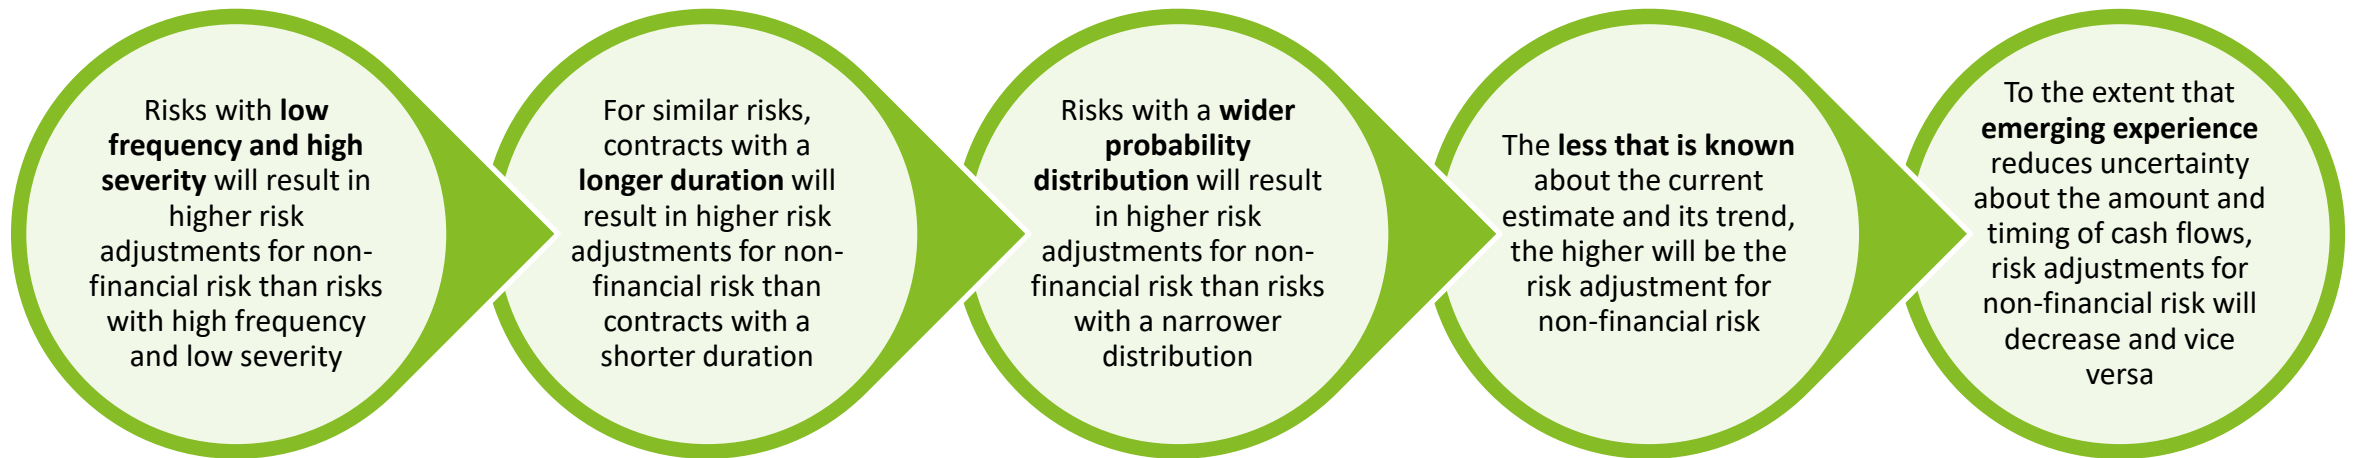 Risks with low
frequency and high
severity will result in
higher risk
adjustments for non-
financial risk than risks
with high frequency
and low severity
For similar risks,
contracts with a
longer duration will
result in higher risk
adjustments for non-
financial risk than
contracts with a
shorter duration
Risks with a wider
probability
distribution will result
in higher risk
adjustments for non-
financial risk than risks
with a narrower
distribution
The less that is known
about the current
estimate and its trend,
the higher will be the
risk adjustment for
non-financial risk
To the extent that
emerging experience
reduces uncertainty
about the amount and
timing of cash flows,
risk adjustments for
non-financial risk will
decrease and vice
versa